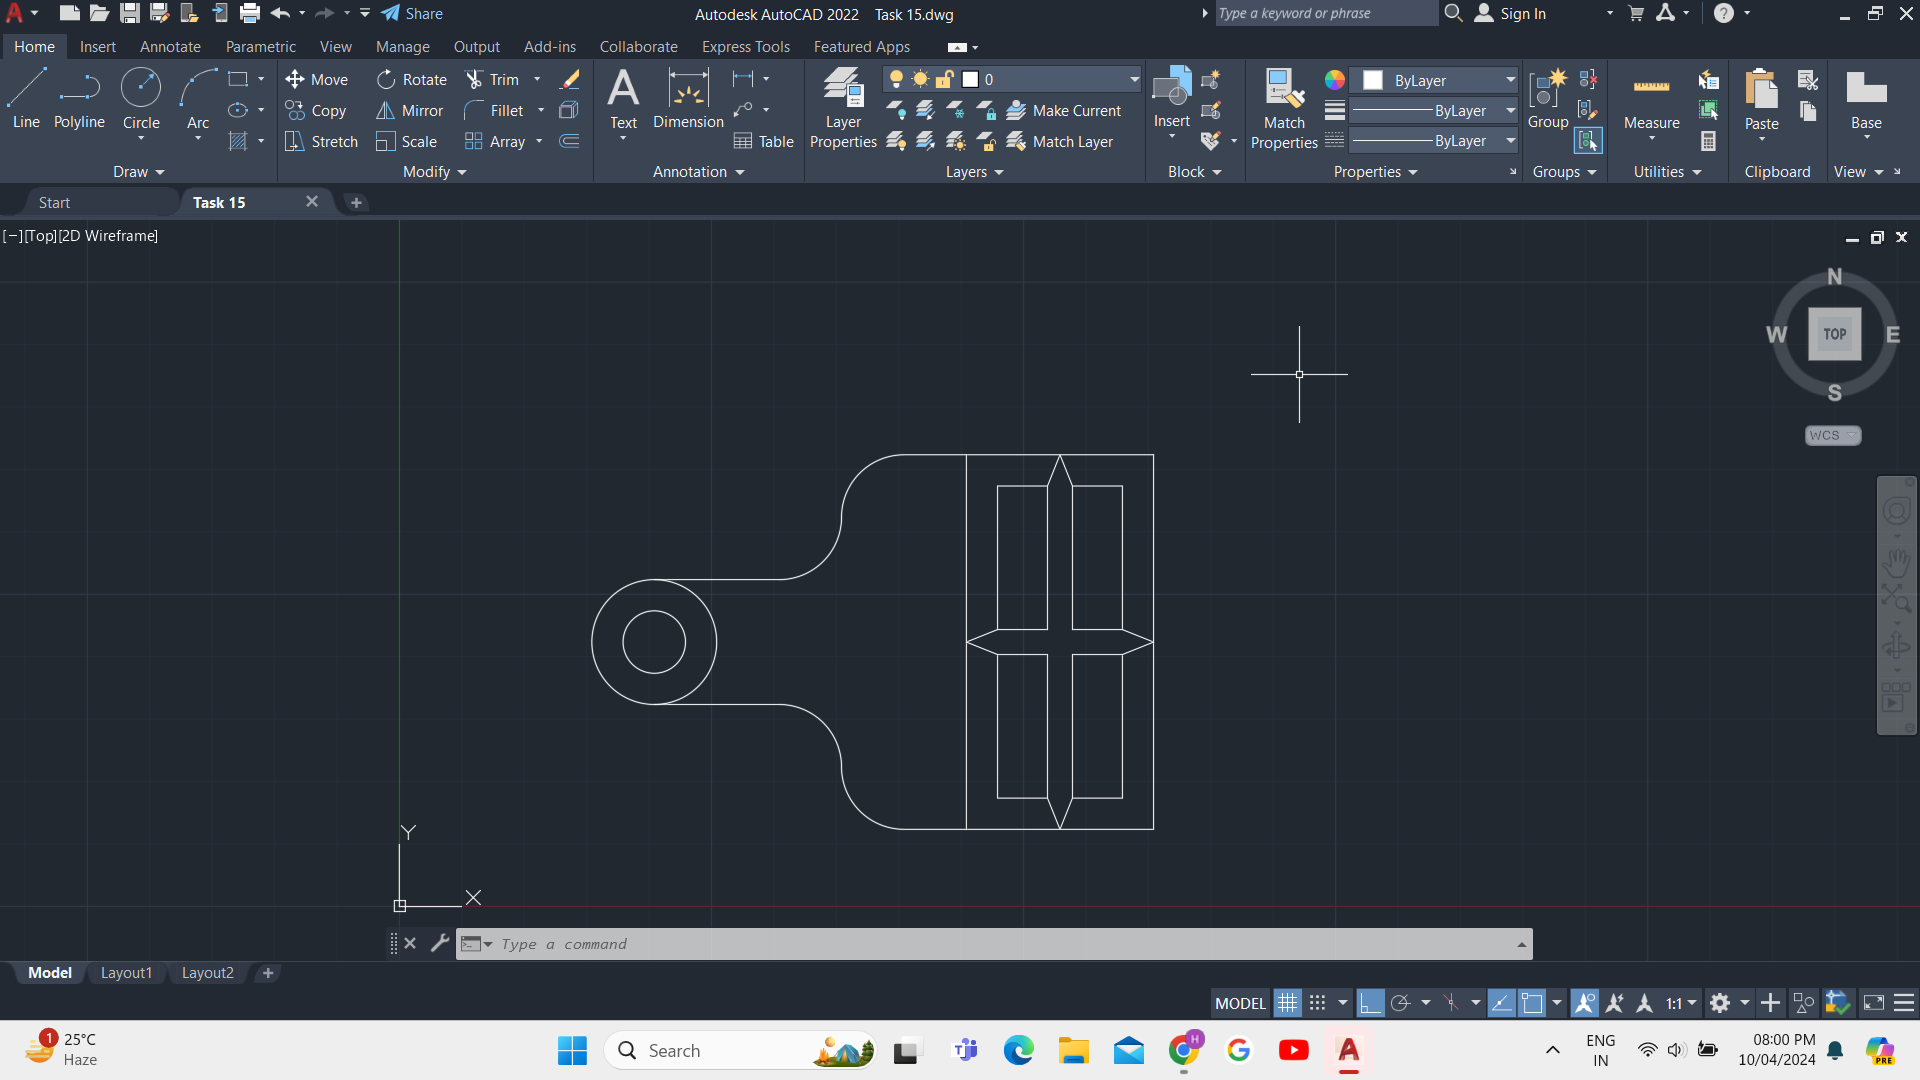 Share
Autodesk AutoCAD 2022 Task 15.dwg
Type a keyword or phrase
Sign In
Home Insert Annotate Parametric View Manage Output Add-ins Collaborate Express Tools Featured Apps
Line Polyline Circle Arc
Move Rotate Trim
Copy Mirror Fillet
Stretch Scale Array
Text Dimension Table
Layer Properties
0
Make Current
Match Layer
Insert
Match Properties
ByLayer
ByLayer
ByLayer
Group
Measure
Paste
Base
Draw Modify Annotation Layers Block Properties Groups Utilities Clipboard View
Start Task 15
[−][Top][2D Wireframe]
N
W TOP E
S
WCS
Y
X
Type a command
Model Layout1 Layout2
MODEL 1:1
1 25°C
Haze
Search
H
PRE
ENG
IN
08:00 PM
10/04/2024